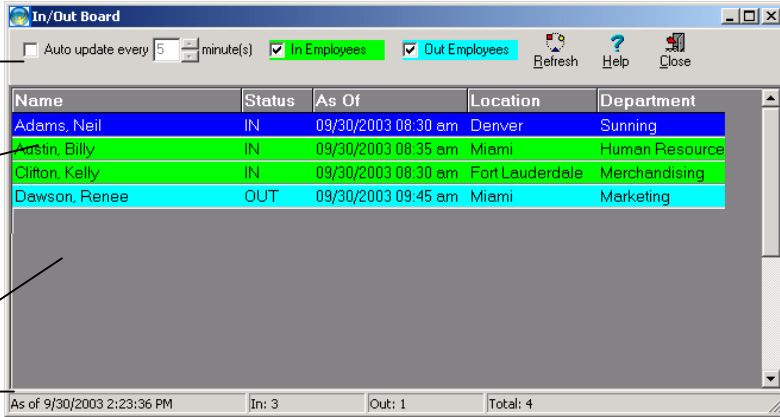 In/Out Board
Auto update every 5 minute(s) In Employees Out Employees Refresh Help Close
Name Status As Of Location Department
Adams, Neil IN 09/30/2003 08:30 am Denver Sunning
Austin, Billy IN 09/30/2003 08:35 am Miami Human Resource
Clifton, Kelly IN 09/30/2003 08:30 am Fort Lauderdale Merchandising
Dawson, Renee OUT 09/30/2003 09:45 am Miami Marketing
As of 9/30/2003 2:23:36 PM In: 3 Out: 1 Total: 4